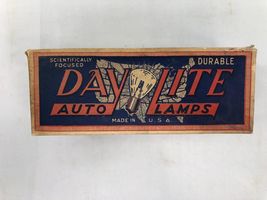 SCIENTIFICALLY FOCUSED
DURABLE
DAY LITE
AUTO LAMPS
MADE IN U.S.A.